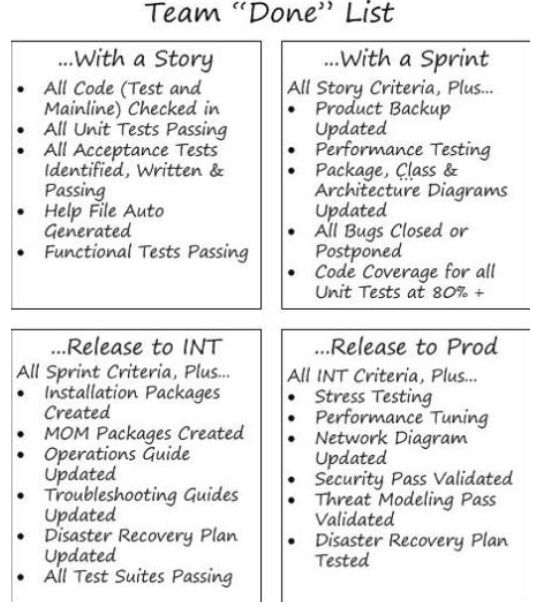 Team “Done” List
...With a Story
• All Code (Test and
Mainline) Checked in
• All Unit Tests Passing
• All Acceptance Tests
Identified, Written &
Passing
• Help File Auto
Generated
• Functional Tests Passing
...With a Sprint
All Story Criteria, Plus...
• Product Backup
Updated
• Performance Testing
• Package, Class &
Architecture Diagrams
Updated
• All Bugs Closed or
Postponed
• Code Coverage for all
Unit Tests at 80% +
...Release to INT
All Sprint Criteria, Plus...
• Installation Packages
Created
• MOM Packages Created
• Operations Guide
Updated
• Troubleshooting Guides
Updated
• Disaster Recovery Plan
Updated
• All Test Suites Passing
...Release to Prod
All INT Criteria, Plus...
• Stress Testing
• Performance Tuning
• Network Diagram
Updated
• Security Pass Validated
• Threat Modeling Pass
Validated
• Disaster Recovery Plan
Tested